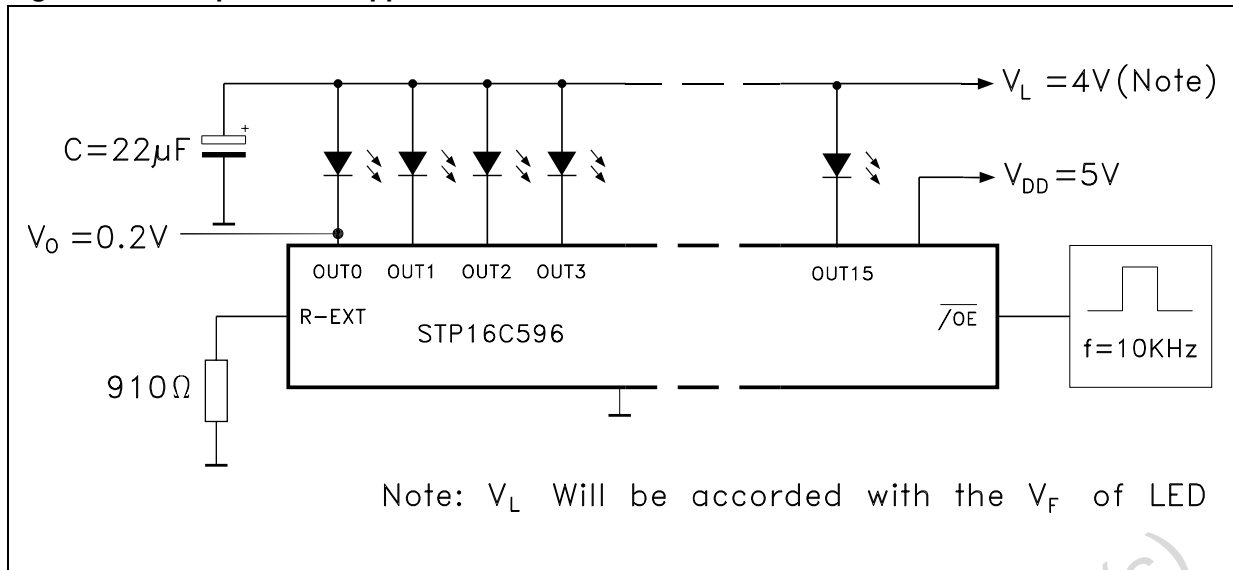 V_L =4V(Note)
C=22µF
+
V_DD=5V
V_O =0.2V
OUT0 OUT1 OUT2 OUT3 OUT15
R-EXT
STP16C596
/OE
f=10KHz
910Ω
Note: V_L Will be accorded with the V_F of LED